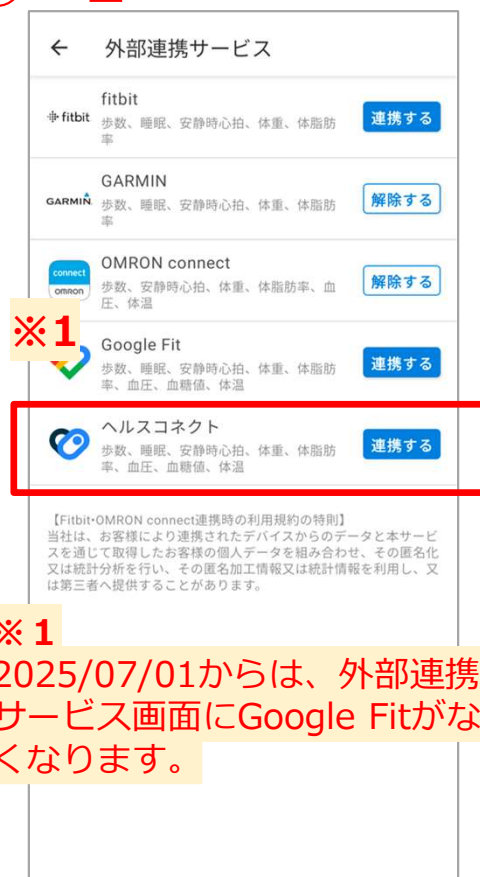 ← 外部連携サービス
fitbit
fitbit
歩数、睡眠、安静時心拍、体重、体脂肪
率
連携する
GARMIN
GARMIN
歩数、睡眠、安静時心拍、体重、体脂肪
率
解除する
connect
OMRON
OMRON connect
歩数、安静時心拍、体重、体脂肪率、血
圧、体温
解除する
※1
Google Fit
歩数、睡眠、安静時心拍、体重、体脂肪
率、血圧、血糖値、体温
連携する
ヘルスコネクト
歩数、睡眠、安静時心拍、体重、体脂肪
率、血圧、血糖値、体温
連携する
【Fitbit・OMRON connect連携時の利用規約の特則】
当社は、お客様により連携されたデバイスからのデータと本サービ
スを通じて取得したお客様の個人データを組み合わせ、その匿名化
又は統計分析を行い、その匿名加工情報又は統計情報を利用し、又
は第三者へ提供することがあります。
※１
2025/07/01からは、外部連携
サービス画面にGoogle Fitがな
くなります。